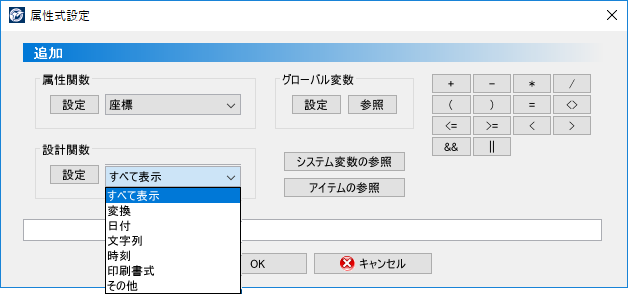 属性式設定
追加
属性関数
設定 座標
グローバル変数
設定 参照
+ - * /
( ) = <>
<= >= < >
&& ||
設計関数
設定 すべて表示
すべて表示
変換
日付
文字列
時刻
印刷書式
その他
システム変数の参照
アイテムの参照
OK キャンセル